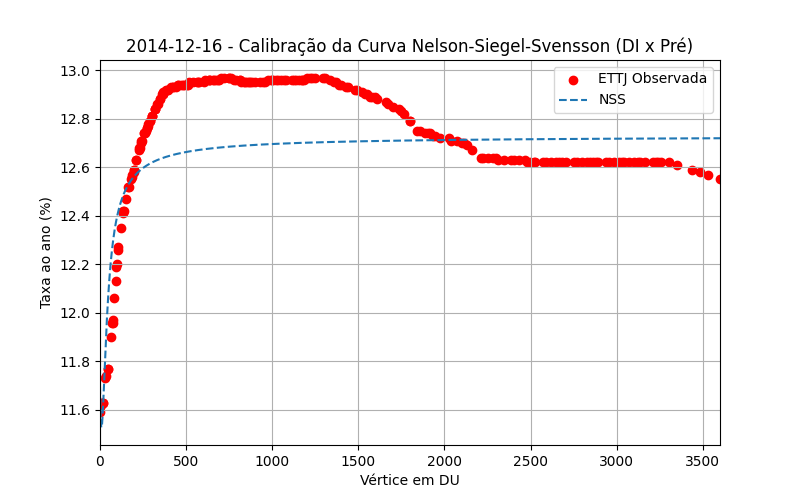 2014-12-16 - Calibração da Curva Nelson-Siegel-Svensson (DI x Pré)
ETTJ Observada
NSS
Taxa ao ano (%)
13.0
12.8
12.6
12.4
12.2
12.0
11.8
11.6
0 500 1000 1500 2000 2500 3000 3500
Vértice em DU